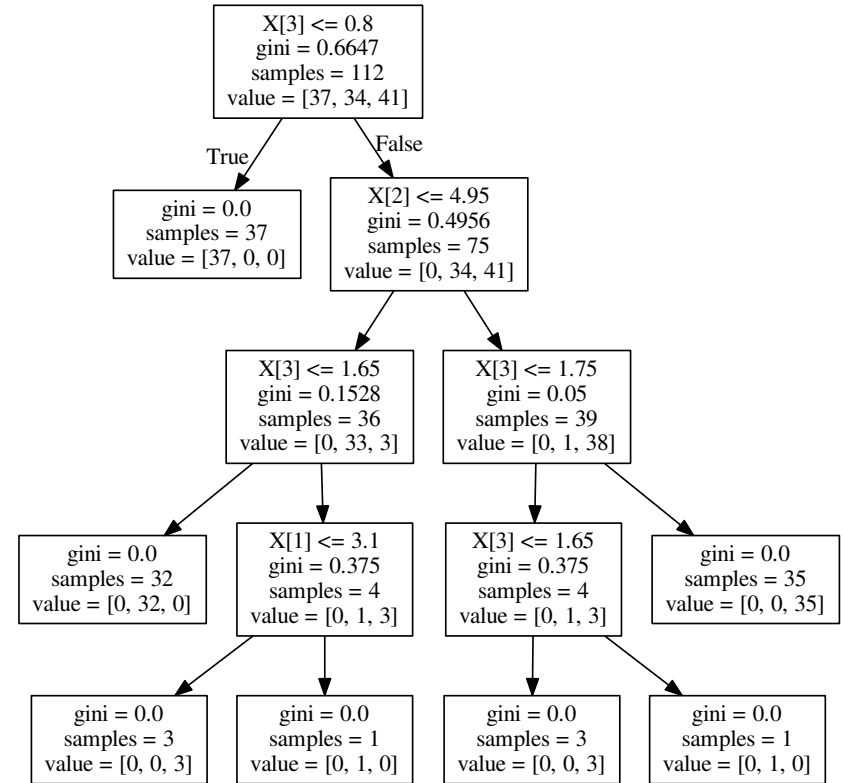 X[3] <= 0.8
gini = 0.6647
samples = 112
value = [37, 34, 41]
True
False
gini = 0.0
samples = 37
value = [37, 0, 0]
X[2] <= 4.95
gini = 0.4956
samples = 75
value = [0, 34, 41]
X[3] <= 1.65
gini = 0.1528
samples = 36
value = [0, 33, 3]
X[3] <= 1.75
gini = 0.05
samples = 39
value = [0, 1, 38]
gini = 0.0
samples = 32
value = [0, 32, 0]
X[1] <= 3.1
gini = 0.375
samples = 4
value = [0, 1, 3]
X[3] <= 1.65
gini = 0.375
samples = 4
value = [0, 1, 3]
gini = 0.0
samples = 35
value = [0, 0, 35]
gini = 0.0
samples = 3
value = [0, 0, 3]
gini = 0.0
samples = 1
value = [0, 1, 0]
gini = 0.0
samples = 3
value = [0, 0, 3]
gini = 0.0
samples = 1
value = [0, 1, 0]